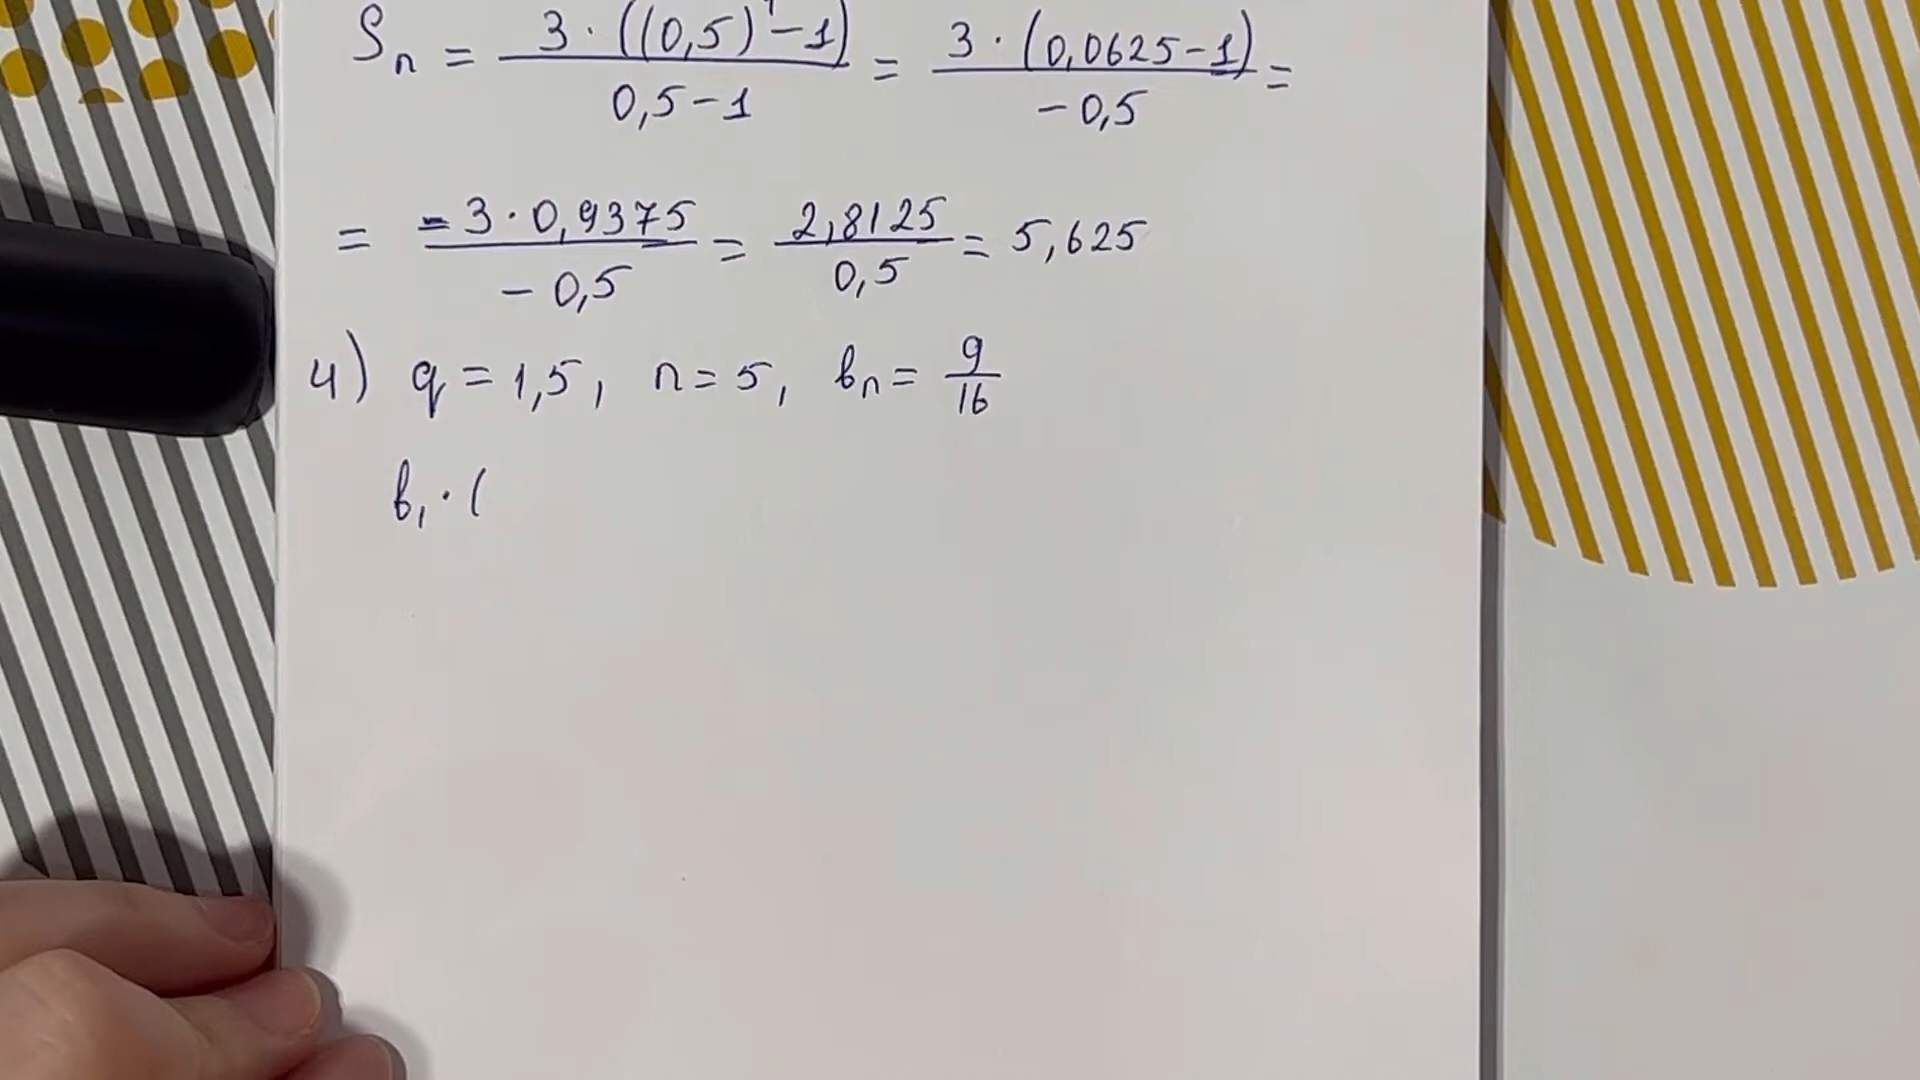 Sₙ = 3 · ((0,5)⁴ - 1) / 0,5 - 1 = 3 · (0,0625 - 1) / - 0,5 =
= - 3 · 0,9375 / - 0,5 = 2,8125 / 0,5 = 5,625
4) q = 1,5, n = 5, bₙ = 9/16
b₁ · (